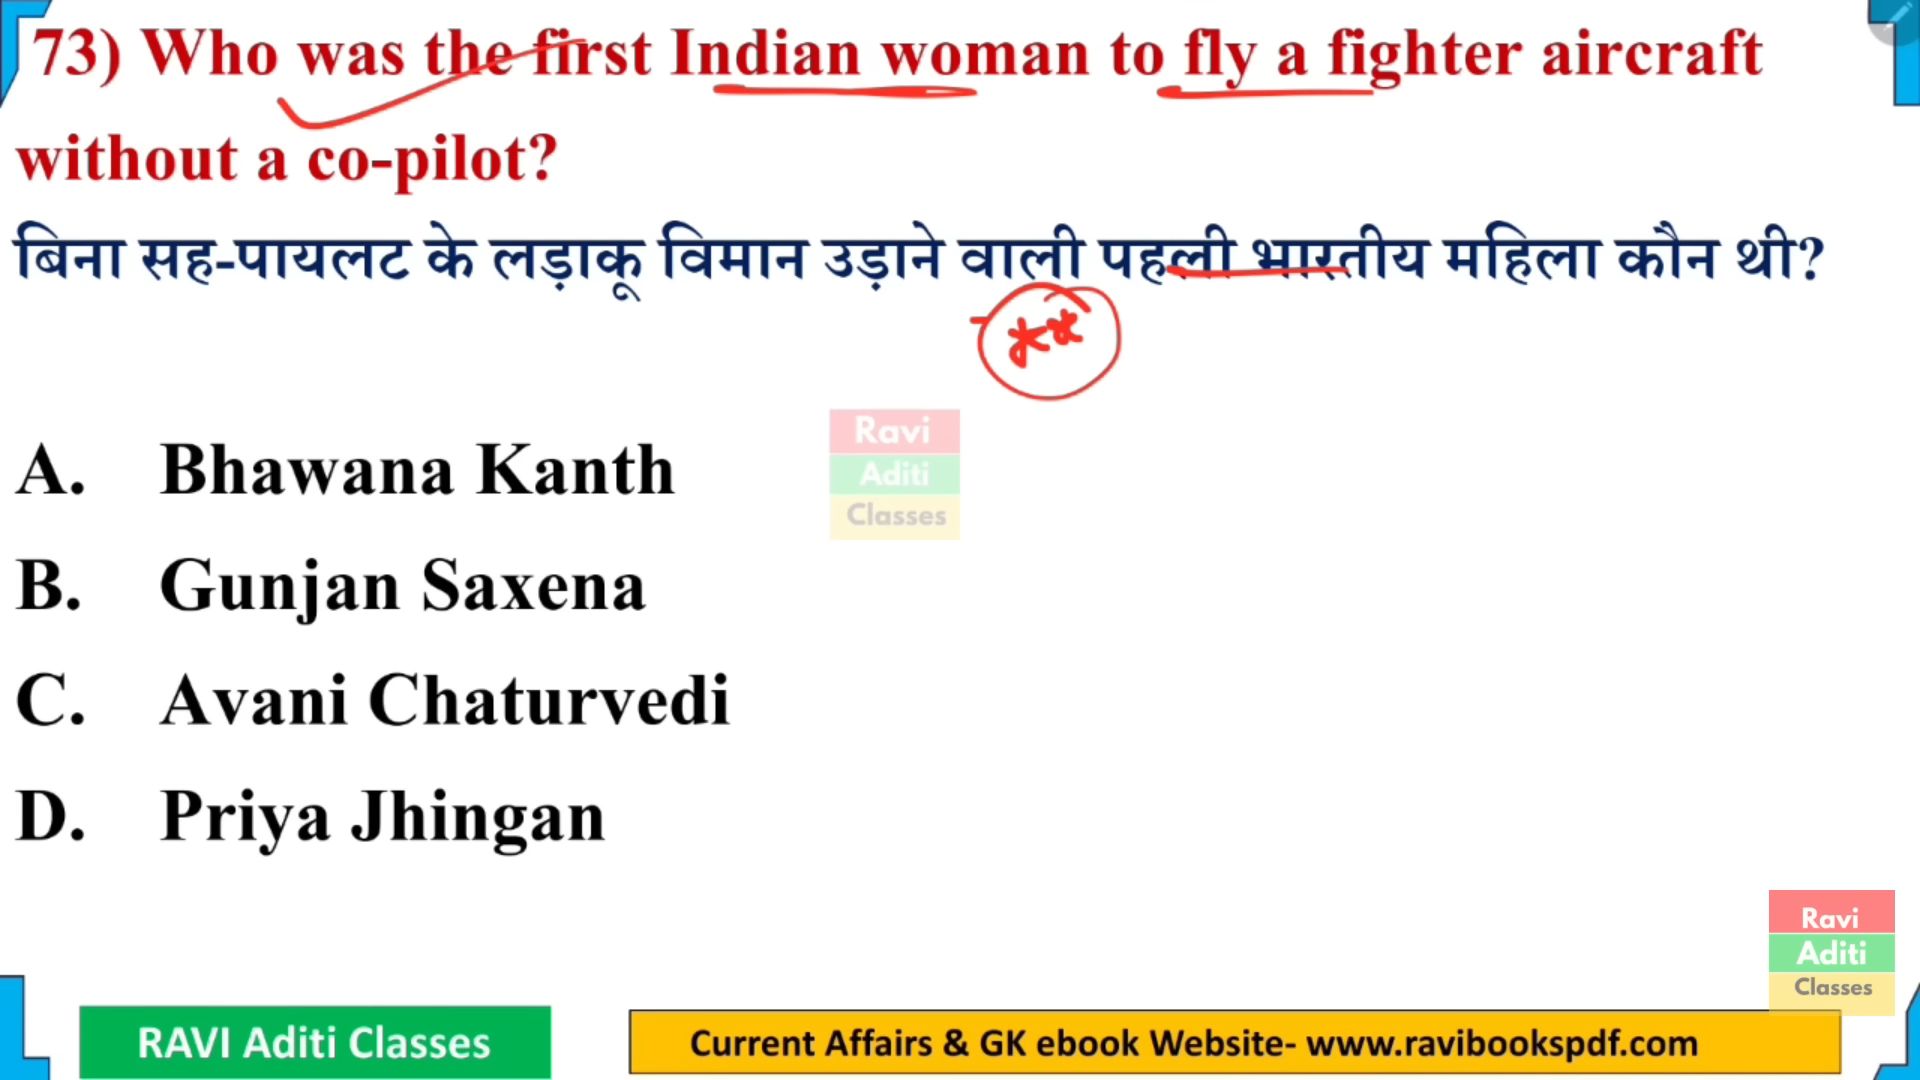 73) Who was the first Indian woman to fly a fighter aircraft
without a co-pilot?
बिना सह-पायलट के लड़ाकू विमान उड़ाने वाली पहली भारतीय महिला कौन थी?
**
Ravi
Aditi
Classes
A. Bhawana Kanth
B. Gunjan Saxena
C. Avani Chaturvedi
D. Priya Jhingan
Ravi
Aditi
Classes
RAVI Aditi Classes
Current Affairs & GK ebook Website- www.ravibookspdf.com